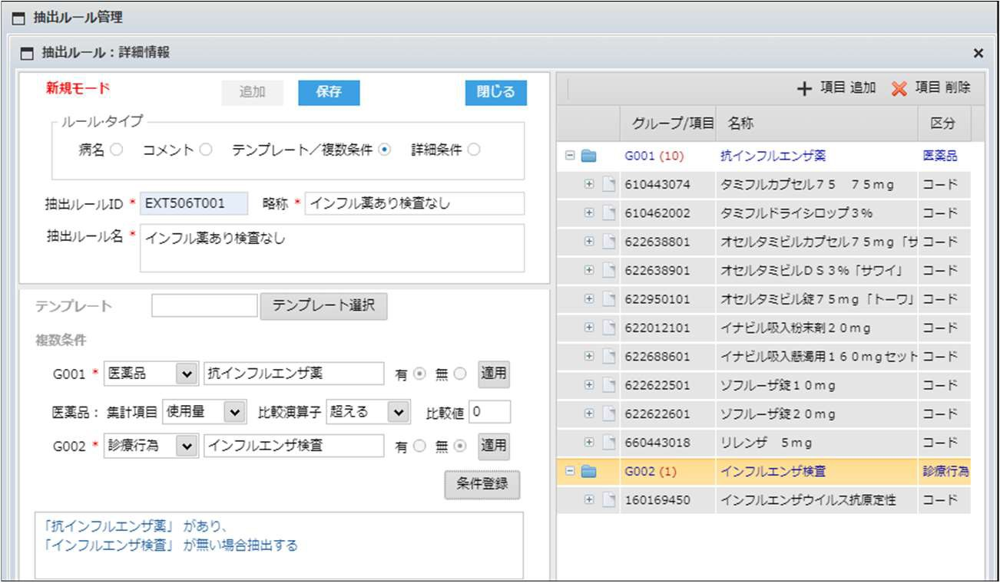 抽出ルール管理
抽出ルール：詳細情報
新規モード 追加 保存 閉じる
ルール・タイプ
病名 コメント テンプレート／複数条件 詳細条件
抽出ルールID * EXT506T001 略称 * インフル薬あり検査なし
抽出ルール名 * インフル薬あり検査なし
テンプレート テンプレート選択
複数条件
G001 * 医薬品 抗インフルエンザ薬 有 無 適用
医薬品： 集計項目 使用量 比較演算子 超える 比較値 0
G002 * 診療行為 インフルエンザ検査 有 無 適用
条件登録
「抗インフルエンザ薬」 があり、
「インフルエンザ検査」 が無い場合抽出する
項目 追加 項目 削除
グループ/項目 名称 区分
G001 (10) 抗インフルエンザ薬 医薬品
610443074 タミフルカプセル７５　７５ｍｇ コード
610462002 タミフルドライシロップ３％ コード
622638801 オセルタミビルカプセル７５ｍｇ「サ コード
622638901 オセルタミビルＤＳ３％「サワイ」 コード
622950101 オセルタミビル錠７５ｍｇ「トーワ」 コード
622012101 イナビル吸入粉末剤２０ｍｇ コード
622688601 イナビル吸入懸濁用１６０ｍｇセット コード
622622501 ゾフルーザ錠１０ｍｇ コード
622622601 ゾフルーザ錠２０ｍｇ コード
660443018 リレンザ　５ｍｇ コード
G002 (1) インフルエンザ検査 診療行為
160169450 インフルエンザウイルス抗原定性 コード